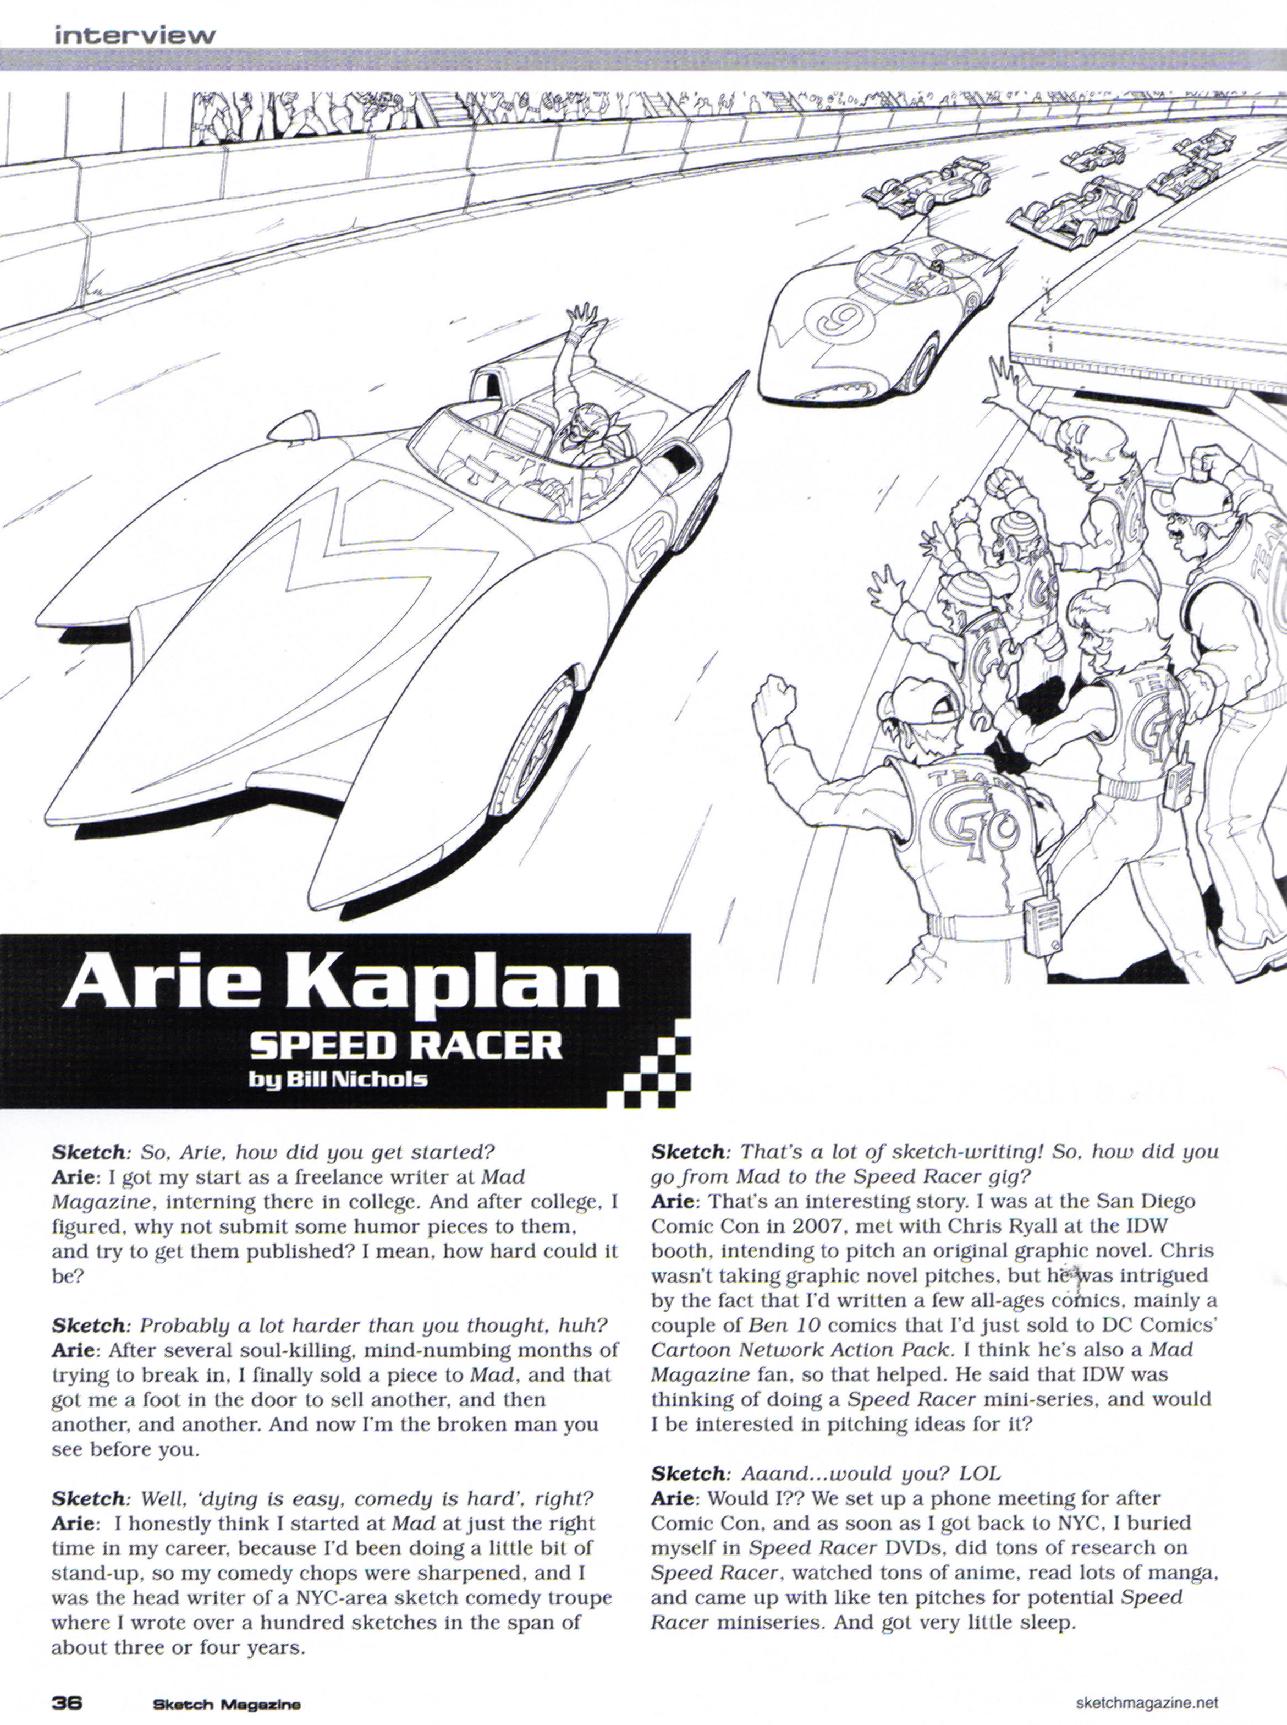 interview
9
5
TEAM
Go
TEAM
Go
TEAM
Go
Arie Kaplan
SPEED RACER
by Bill Nichols
Sketch: So, Arie, how did you get started?
Arie: I got my start as a freelance writer at Mad
Magazine, interning there in college. And after college, I
figured, why not submit some humor pieces to them,
and try to get them published? I mean, how hard could it
be?
Sketch: Probably a lot harder than you thought, huh?
Arie: After several soul-killing, mind-numbing months of
trying to break in, I finally sold a piece to Mad, and that
got me a foot in the door to sell another, and then
another, and another. And now I'm the broken man you
see before you.
Sketch: Well, 'dying is easy, comedy is hard', right?
Arie: I honestly think I started at Mad at just the right
time in my career, because I'd been doing a little bit of
stand-up, so my comedy chops were sharpened, and I
was the head writer of a NYC-area sketch comedy troupe
where I wrote over a hundred sketches in the span of
about three or four years.
Sketch: That's a lot of sketch-writing! So, how did you
go from Mad to the Speed Racer gig?
Arie: That's an interesting story. I was at the San Diego
Comic Con in 2007, met with Chris Ryall at the IDW
booth, intending to pitch an original graphic novel. Chris
wasn't taking graphic novel pitches, but he was intrigued
by the fact that I'd written a few all-ages comics, mainly a
couple of Ben 10 comics that I'd just sold to DC Comics'
Cartoon Network Action Pack. I think he's also a Mad
Magazine fan, so that helped. He said that IDW was
thinking of doing a Speed Racer mini-series, and would
I be interested in pitching ideas for it?
Sketch: Aaand...would you? LOL
Arie: Would I?? We set up a phone meeting for after
Comic Con, and as soon as I got back to NYC, I buried
myself in Speed Racer DVDs, did tons of research on
Speed Racer, watched tons of anime, read lots of manga,
and came up with like ten pitches for potential Speed
Racer miniseries. And got very little sleep.
36 Sketch Magazine
sketchmagazine.net